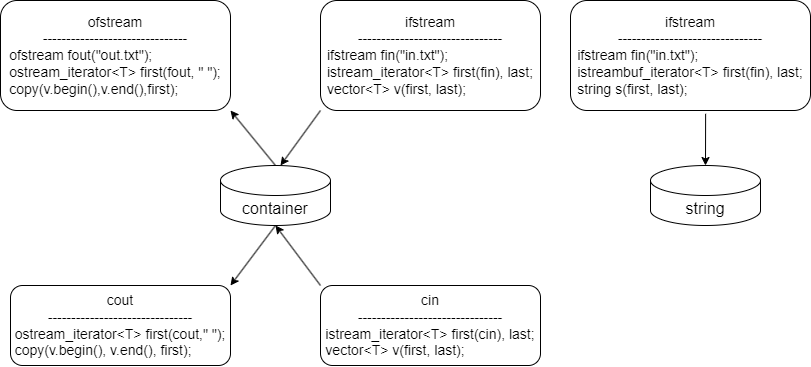 ofstream
-------------------------------
ofstream fout("out.txt");
ostream_iterator<T> first(fout, " ");
copy(v.begin(),v.end(),first);
ifstream
-------------------------------
ifstream fin("in.txt");
istream_iterator<T> first(fin), last;
vector<T> v(first, last);
ifstream
-------------------------------
ifstream fin("in.txt");
istreambuf_iterator<T> first(fin), last;
string s(first, last);
container
string
cout
-------------------------------
ostream_iterator<T> first(cout," ");
copy(v.begin(), v.end(), first);
cin
-------------------------------
istream_iterator<T> first(cin), last;
vector<T> v(first, last);